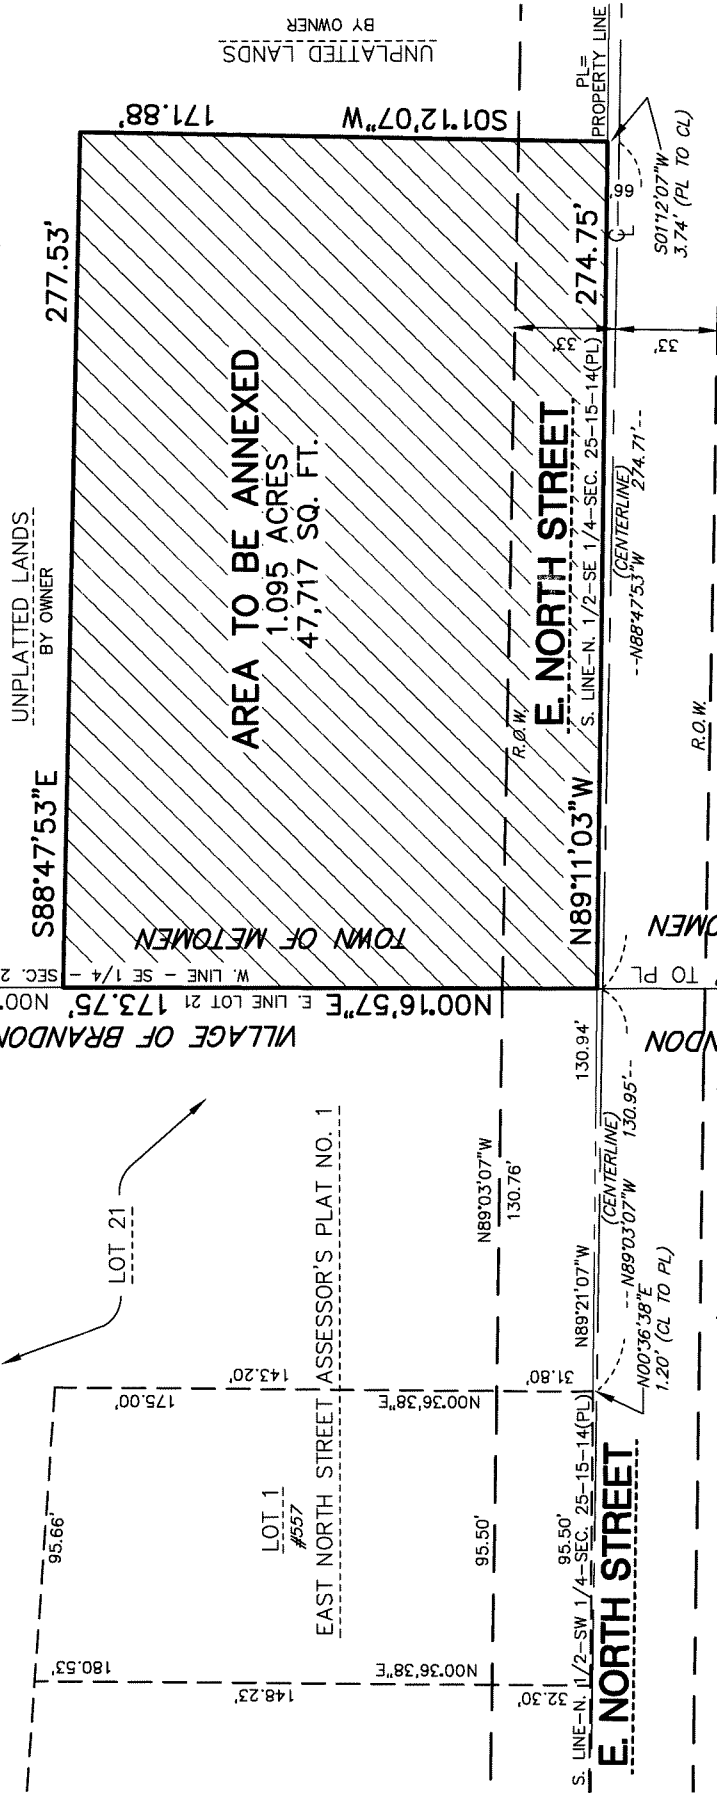 UNPLATTED LANDS
BY OWNER
PL=
PROPERTY LINE
171.88'
S01°12'07"W
277.53'
274.75'
66'
S01°12'07"W
3.74' (PL TO CL)
CL
33'
33'
UNPLATTED LANDS
BY OWNER
AREA TO BE ANNEXED
1.095 ACRES
47,717 SQ. FT.
E. NORTH STREET
S. LINE-N. 1/2-SE 1/4-SEC. 25-15-14(PL)
(CENTERLINE)
--N88°47'53"W 274.71'--
R.O.W.
R.O.W.
S88°47'53"E
N89°11'03"W
TOWN OF METOMEN
OMEN
W. LINE - SE 1/4 - SEC. 2
TO PL
N00°
N00°16'57"E E. LINE LOT 21 173.75'
VILLAGE OF BRANDON
NDON
130.94'
LOT 21
N89°03'07"W
130.76'
(CENTERLINE)
--N89°03'07"W 130.95'--
N89°21'07"W
N00°36'38"E
1.20' (CL TO PL)
175.00'
143.20'
N00°36'38"E
31.80'
95.66'
LOT 1
#557
EAST NORTH STREET ASSESSOR'S PLAT NO. 1
95.50'
95.50'
S. LINE-N. 1/2-SW 1/4-SEC. 25-15-14(PL)
E. NORTH STREET
180.53'
148.23'
N00°36'38"E
32.30'